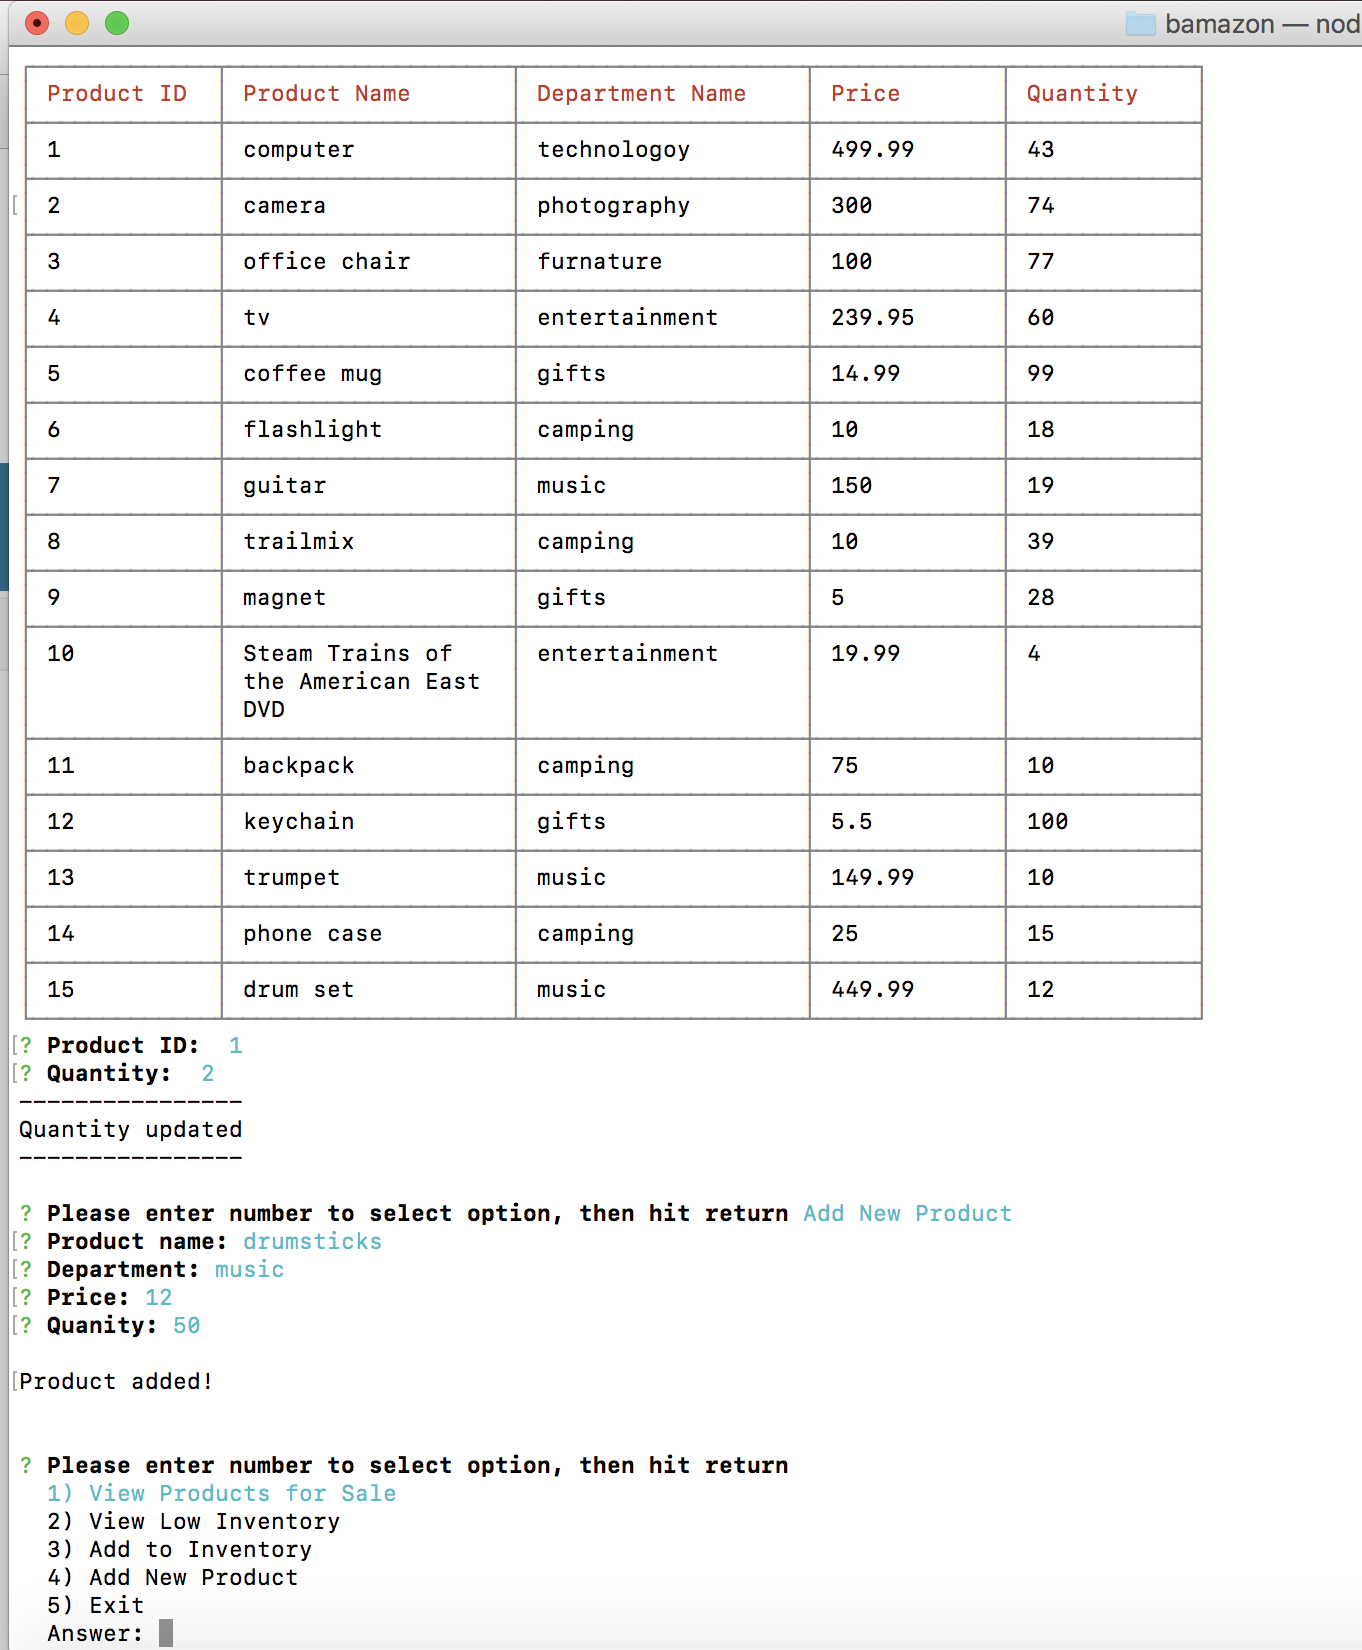 bamazon — nod
Product ID Product Name Department Name Price Quantity
1 computer technologoy 499.99 43
2 camera photography 300 74
3 office chair furnature 100 77
4 tv entertainment 239.95 60
5 coffee mug gifts 14.99 99
6 flashlight camping 10 18
7 guitar music 150 19
8 trailmix camping 10 39
9 magnet gifts 5 28
10 Steam Trains of entertainment 19.99 4
the American East
DVD
11 backpack camping 75 10
12 keychain gifts 5.5 100
13 trumpet music 149.99 10
14 phone case camping 25 15
15 drum set music 449.99 12
[? Product ID: 1
[? Quantity: 2
----------------
Quantity updated
----------------
? Please enter number to select option, then hit return Add New Product
[? Product name: drumsticks
[? Department: music
[? Price: 12
[? Quanity: 50
[Product added!
? Please enter number to select option, then hit return
1) View Products for Sale
2) View Low Inventory
3) Add to Inventory
4) Add New Product
5) Exit
Answer: